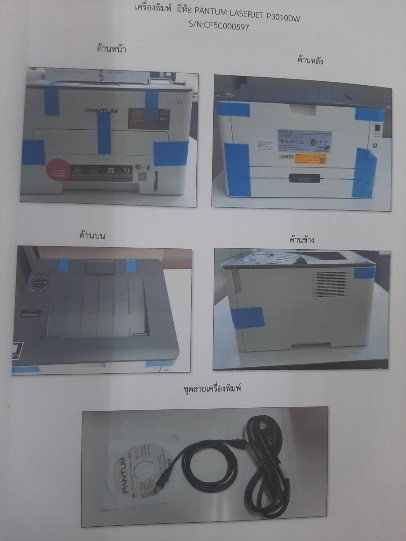 เครื่องพิมพ์ ยี่ห้อ PANTUM LASERJET P3010DW
S/N:CF5C000597
ด้านหน้า
ด้านหลัง
PANTUM
ด้านบน
ด้านข้าง
ชุดสายเครื่องพิมพ์
PANTUM